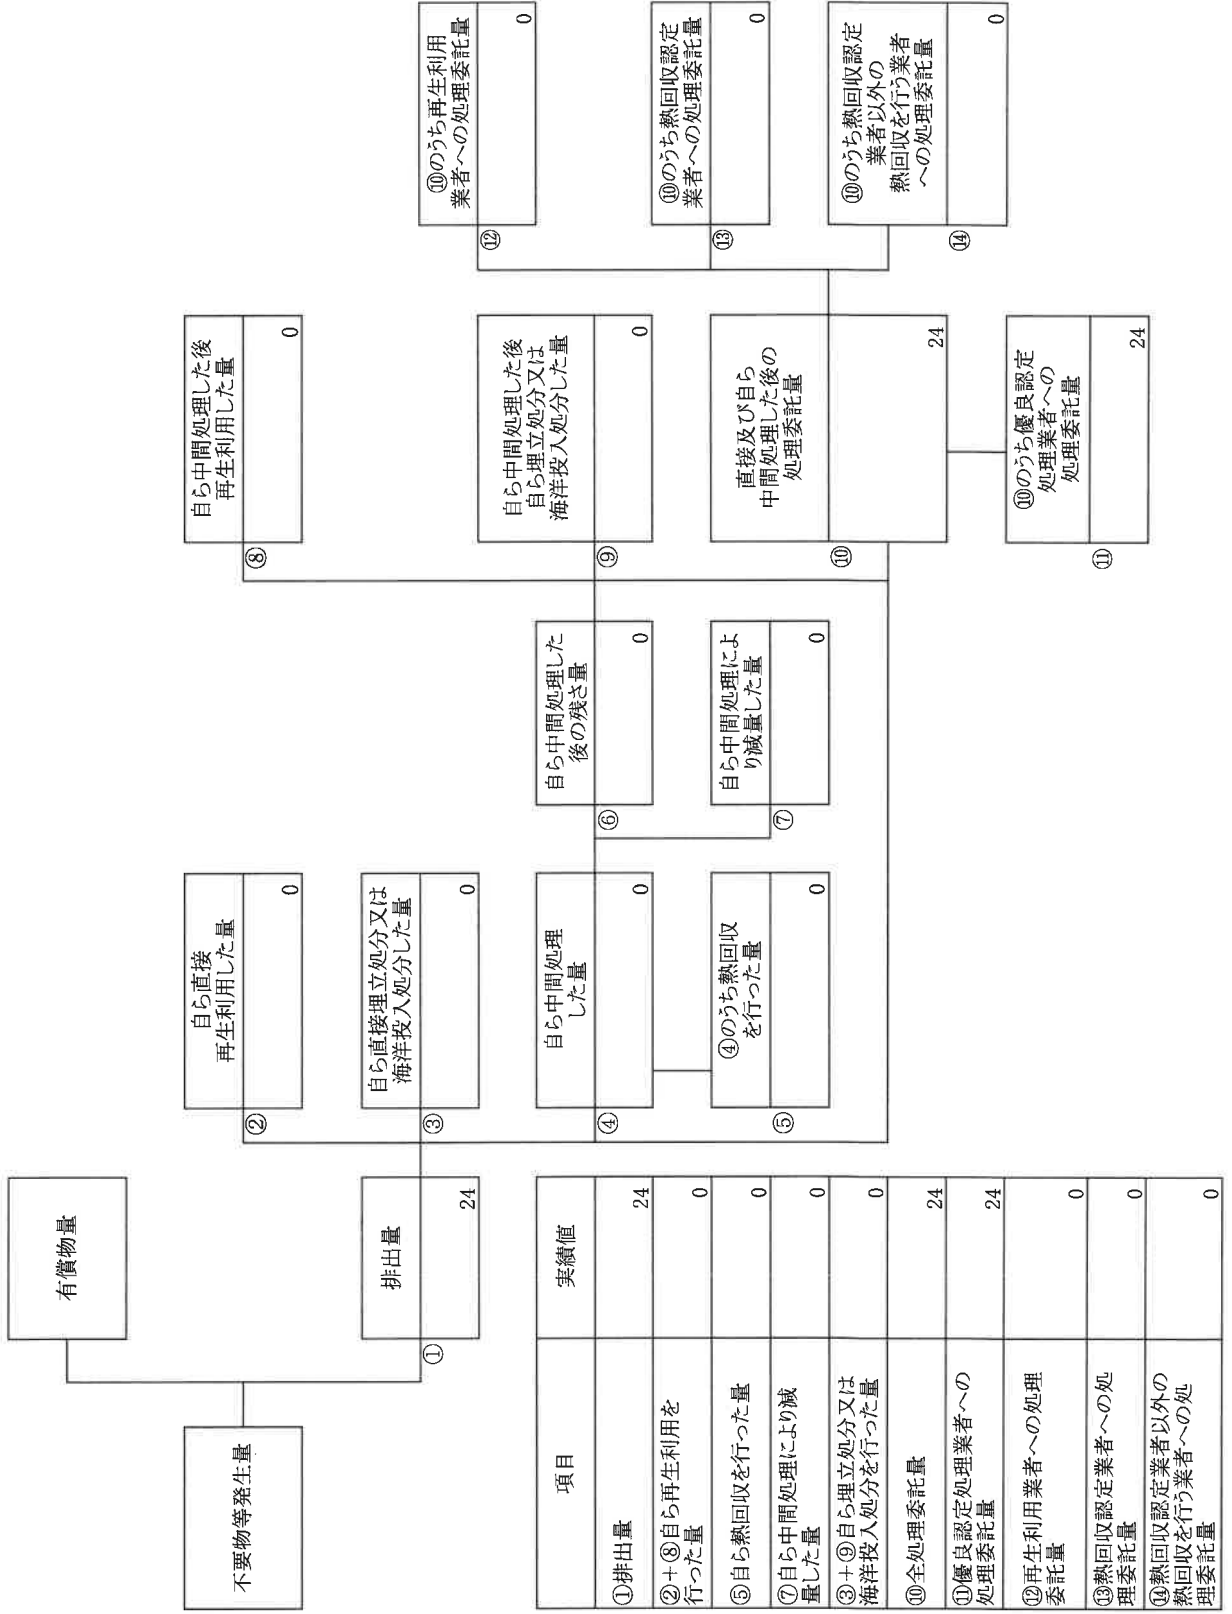 不要物等発生量
有償物量
排出量
①
24
自ら直接
再生利用した量
②
0
自ら直接埋立処分又は
海洋投入処分した量
③
0
自ら中間処理
した量
④
0
④のうち熱回収
を行った量
⑤
0
自ら中間処理した
後の残さ量
⑥
0
自ら中間処理によ
り減量した量
⑦
0
自ら中間処理した後
再生利用した量
⑧
0
自ら中間処理した後
自ら埋立処分又は
海洋投入処分した量
⑨
0
直接及び自ら
中間処理した後の
処理委託量
⑩
24
⑩のうち優良認定
処理業者への
処理委託量
⑪
24
⑩のうち再生利用
業者への処理委託量
⑫
0
⑩のうち熱回収認定
業者への処理委託量
⑬
0
⑩のうち熱回収認定
業者以外の
熱回収を行う業者
への処理委託量
⑭
0
項目 実績値
①排出量 24
②+⑧自ら再生利用を
行った量 0
⑤自ら熱回収を行った量 0
⑦自ら中間処理により減
量した量 0
③+⑨自ら埋立処分又は
海洋投入処分を行った量 0
⑩全処理委託量 24
⑪優良認定処理業者への
処理委託量 24
⑫再生利用業者への処理
委託量 0
⑬熱回収認定業者への処
理委託量 0
⑭熱回収認定業者以外の
熱回収を行う業者への処
理委託量 0